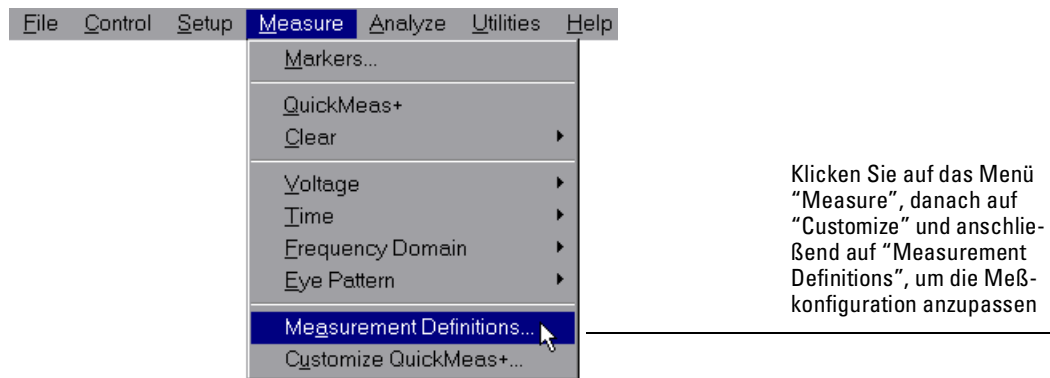 File Control Setup Measure Analyze Utilities Help
Markers...
QuickMeas+
Clear
Voltage
Time
Frequency Domain
Eye Pattern
Measurement Definitions...
Customize QuickMeas+...
Klicken Sie auf das Menü
“Measure”, danach auf
“Customize” und anschlie-
ßend auf “Measurement
Definitions”, um die Meß-
konfiguration anzupassen